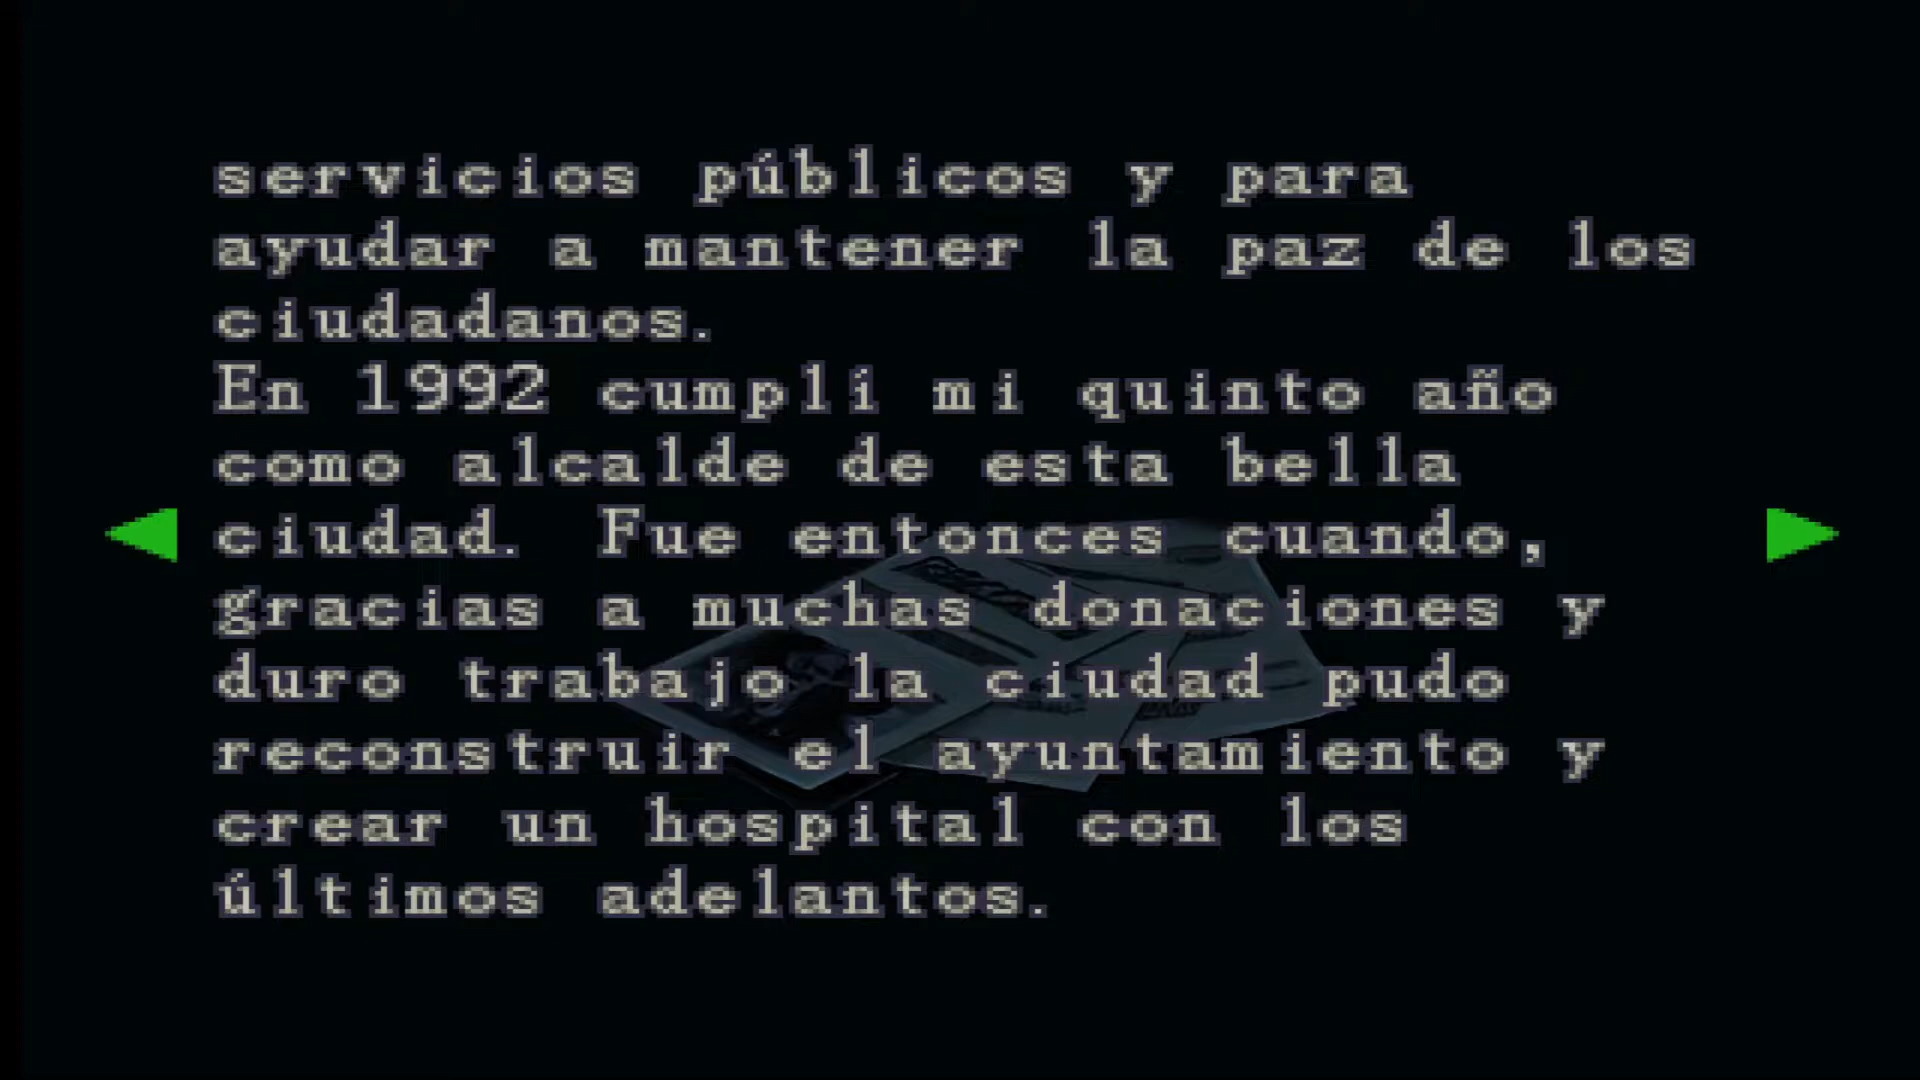 servicios públicos y para
ayudar a mantener la paz de los
ciudadanos.
En 1992 cumplí mi quinto año
como alcalde de esta bella
ciudad. Fue entonces cuando,
gracias a muchas donaciones y
duro trabajo la ciudad pudo
reconstruir el ayuntamiento y
crear un hospital con los
últimos adelantos.